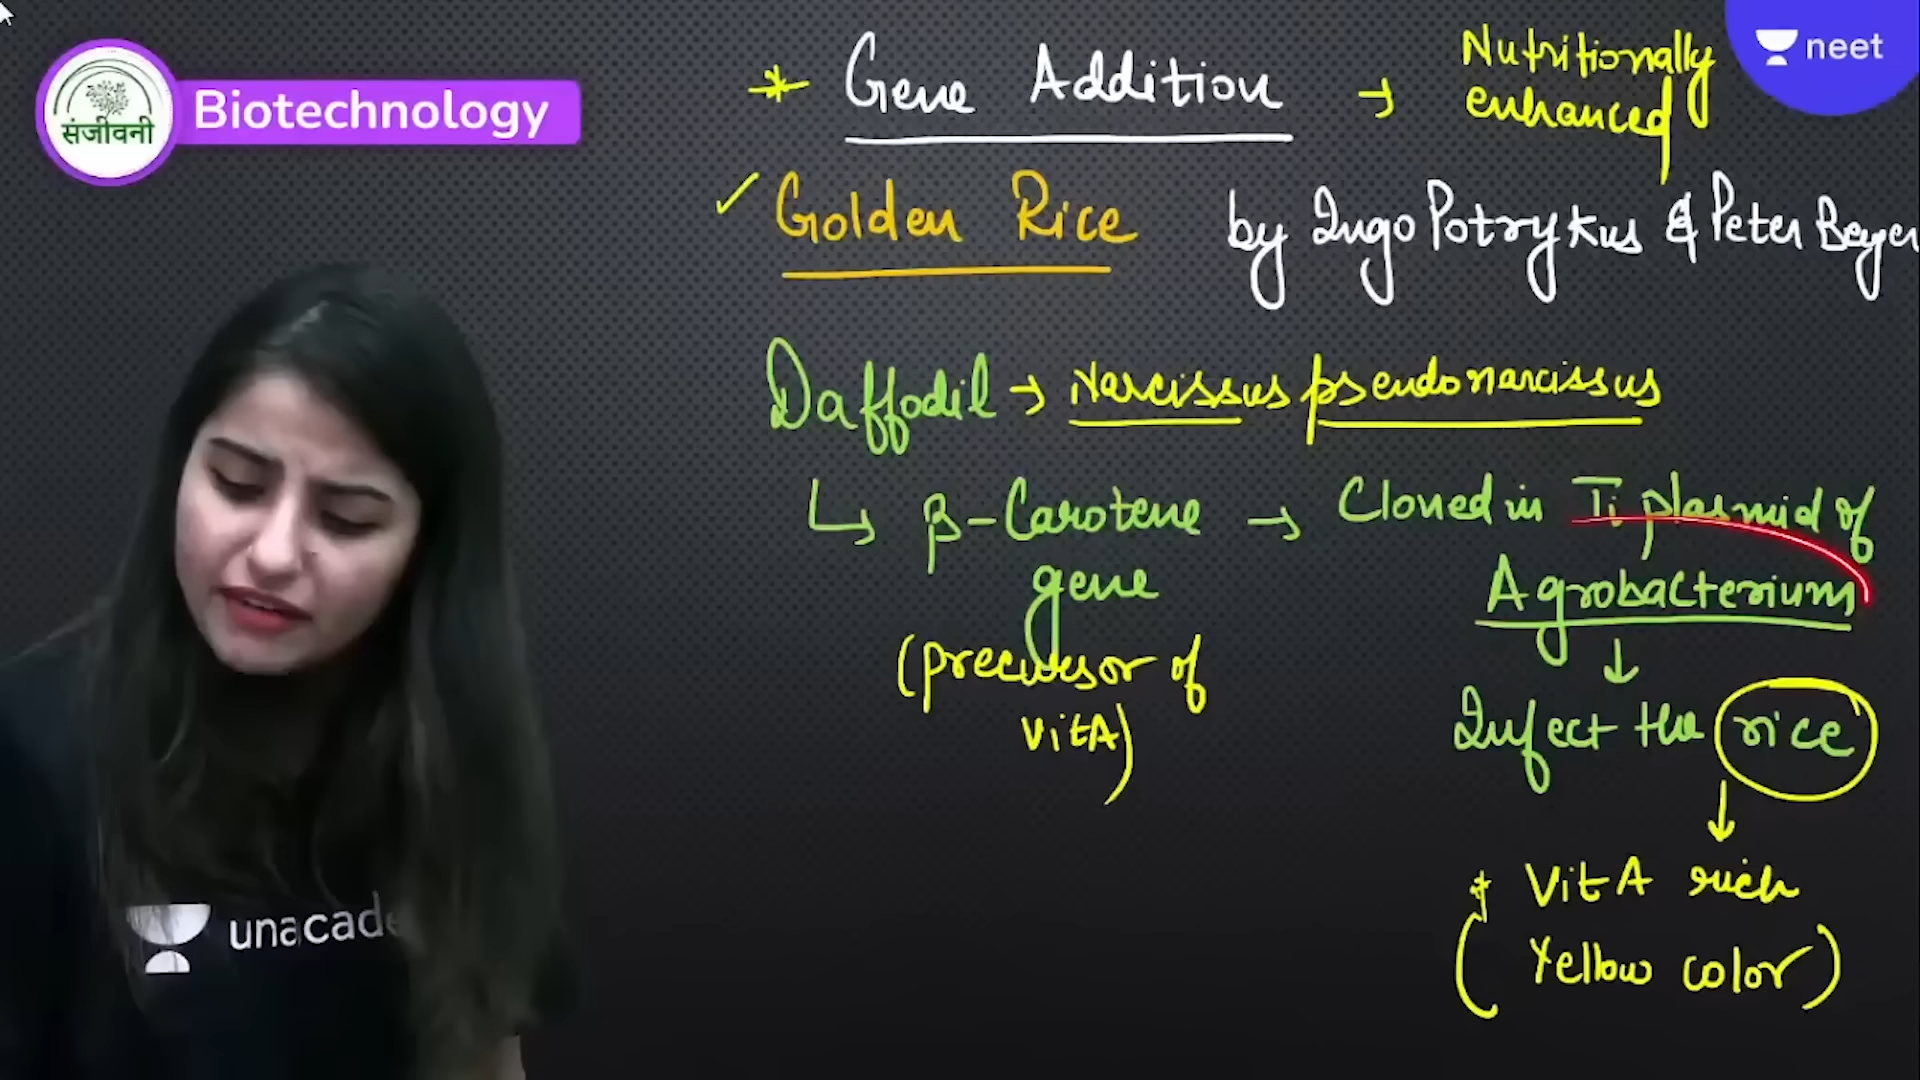 संजीवनी
Biotechnology
* Gene Addition → Nutritionally
enhanced
neet
✓ Golden Rice by Ingo Potrykus & Peter Beyer
Daffodil → Narcissus pseudonarcissus
↳ β-Carotene → Cloned in Ti plasmid of
gene
Agrobacterium
(precursor of
VitA)
↓
Infect the rice
↓
* VitA rich
(Yellow color)
unacade